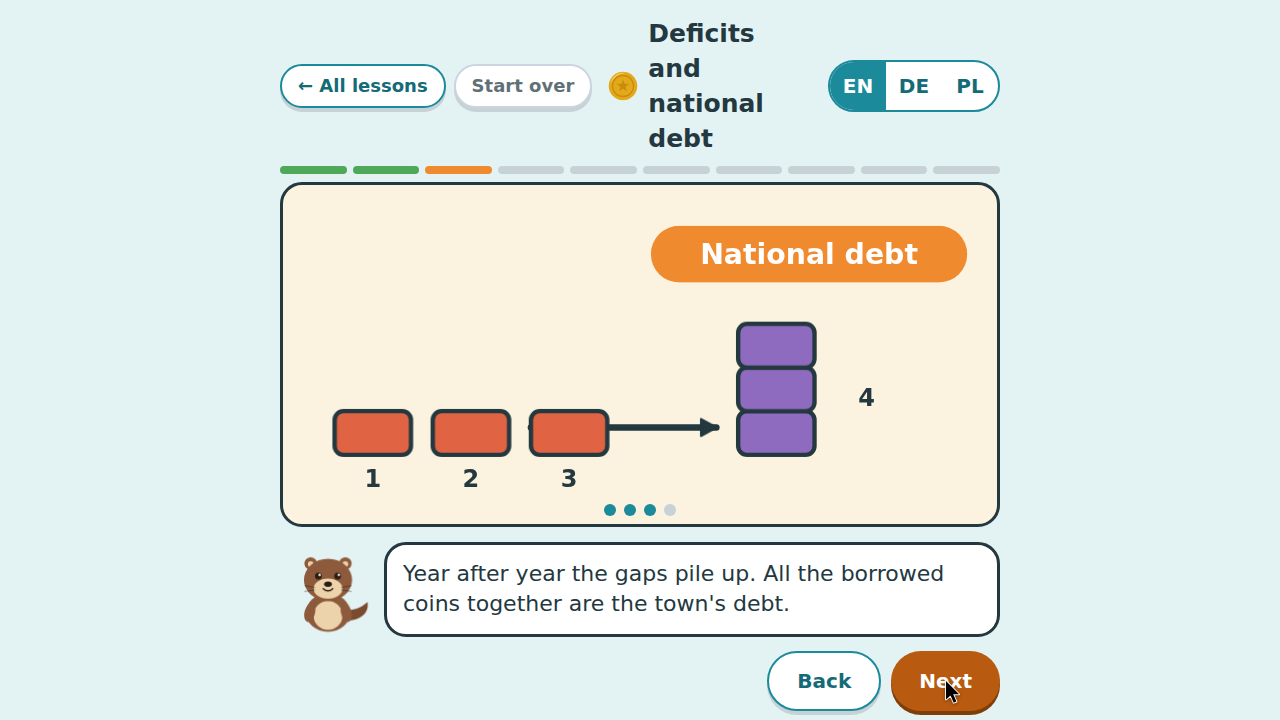 ← All lessons
Start over
Deficits
and
national
debt
EN DE PL
National debt
4
1 2 3
Year after year the gaps pile up. All the borrowed
coins together are the town's debt.
Back
Next